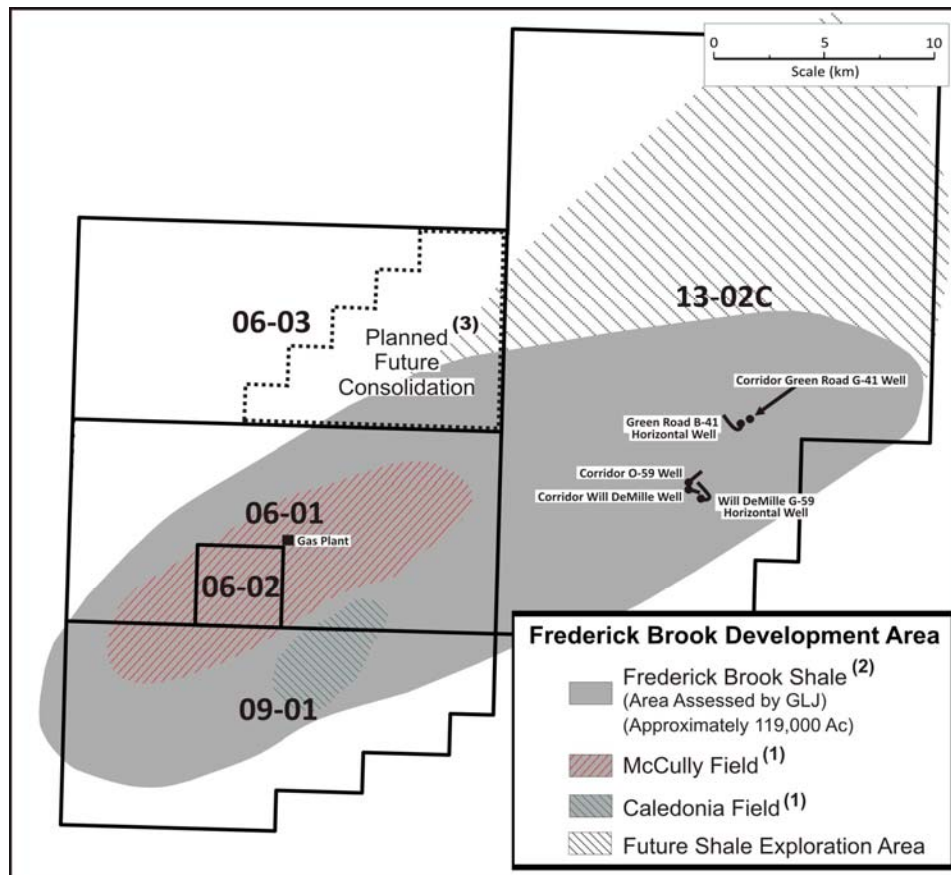 0 5 10
Scale (km)
13-02C
06-03
Planned (3)
Future
Consolidation
Corridor Green Road G-41 Well
Green Road B-41
Horizontal Well
Corridor O-59 Well
Corridor Will DeMille Well
Will DeMille G-59
Horizontal Well
06-01
Gas Plant
06-02
09-01
Frederick Brook Development Area
Frederick Brook Shale (2)
(Area Assessed by GLJ)
(Approximately 119,000 Ac)
McCully Field (1)
Caledonia Field (1)
Future Shale Exploration Area